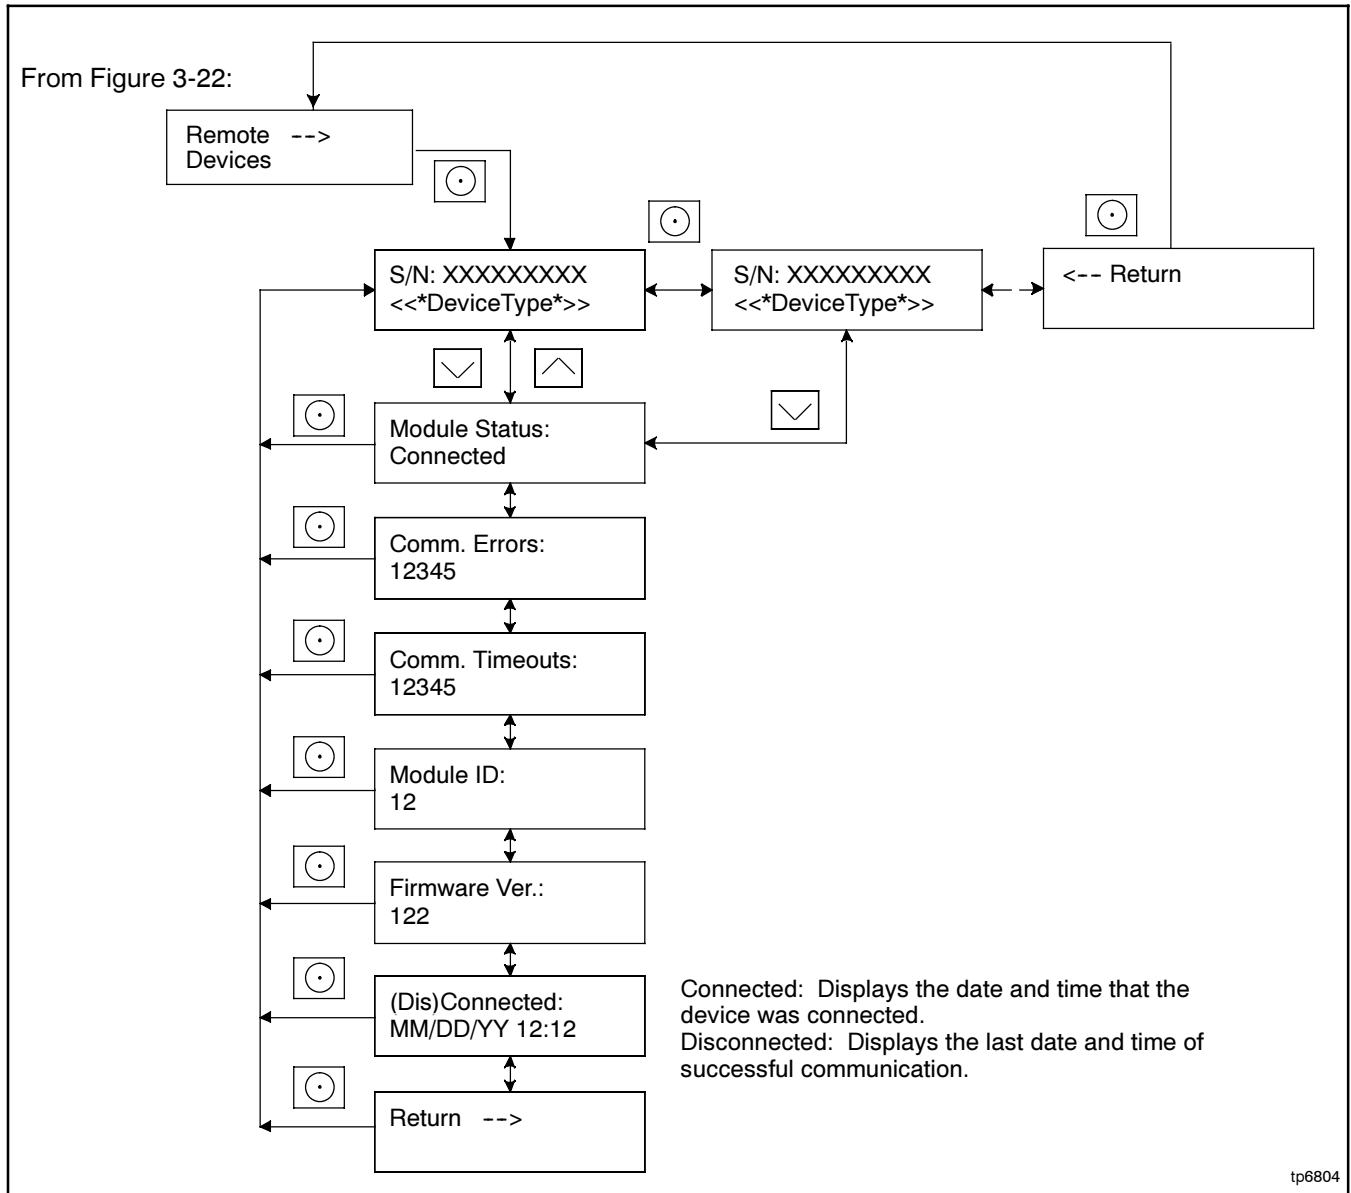 From Figure 3-22:
Remote -->
Devices
S/N: XXXXXXXXX
<<*DeviceType*>>
S/N: XXXXXXXXX
<<*DeviceType*>>
<-- Return
Module Status:
Connected
Comm. Errors:
12345
Comm. Timeouts:
12345
Module ID:
12
Firmware Ver.:
122
(Dis)Connected:
MM/DD/YY 12:12
Connected: Displays the date and time that the
device was connected.
Disconnected: Displays the last date and time of
successful communication.
Return -->
tp6804